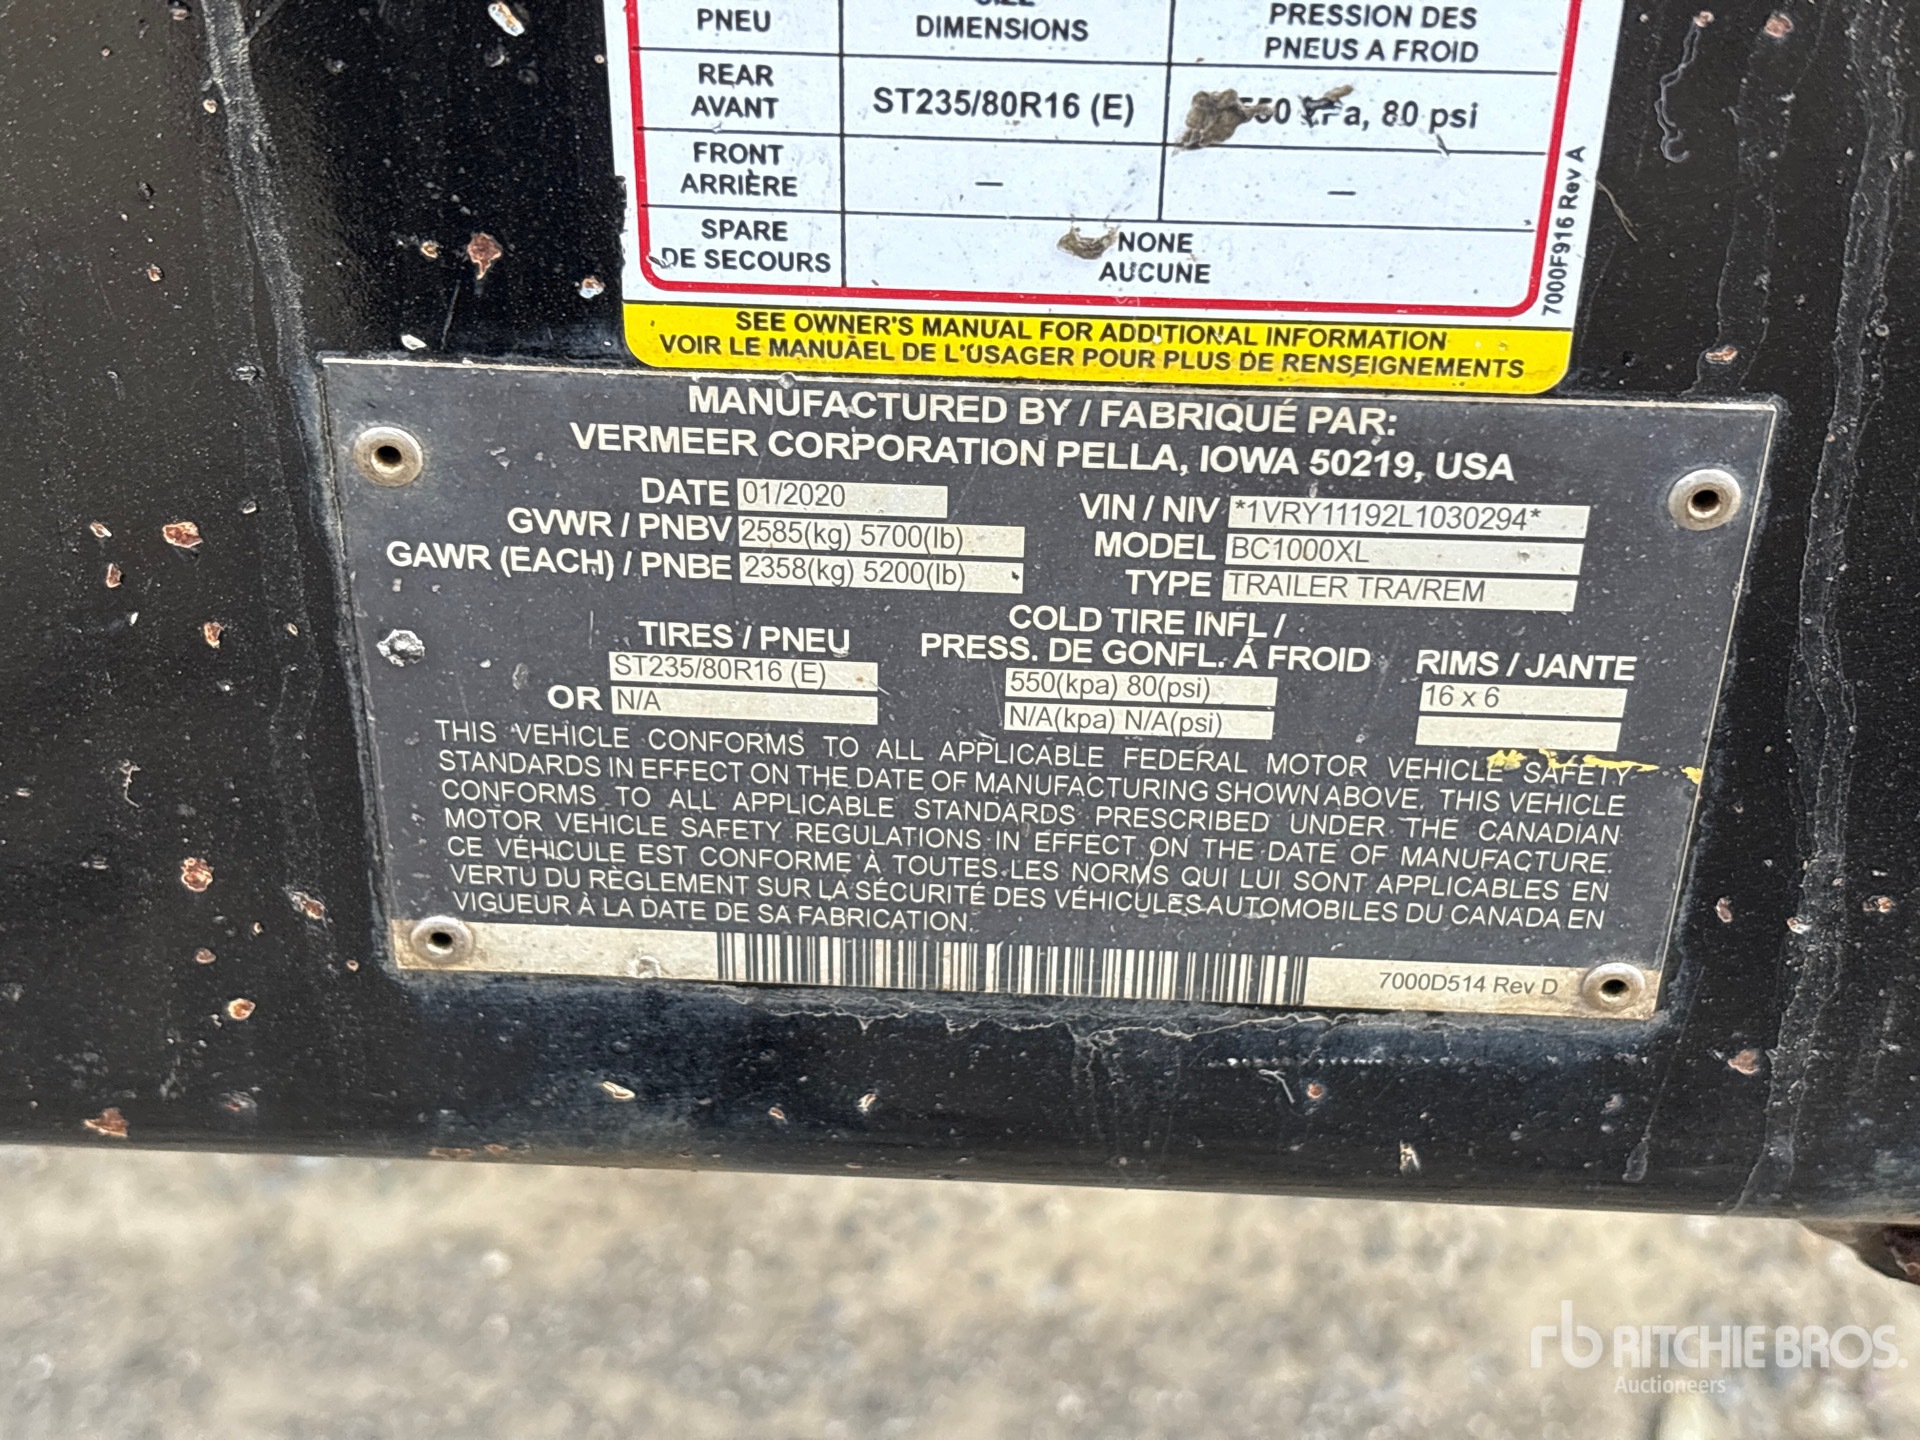 PNEU
DIMENSIONS
PRESSION DES
PNEUS A FROID
REAR
AVANT
ST235/80R16 (E)
a, 80 psi
FRONT
ARRIÈRE
—
—
SPARE
DE SECOURS
NONE
AUCUNE
7000F916 Rev A
SEE OWNER'S MANUAL FOR ADDITIONAL INFORMATION
VOIR LE MANUAEL DE L'USAGER POUR PLUS DE RENSEIGNEMENTS
MANUFACTURED BY / FABRIQUÉ PAR:
VERMEER CORPORATION PELLA, IOWA 50219, USA
DATE 01/2020
GVWR / PNBV 2585(kg) 5700(lb)
GAWR (EACH) / PNBE 2358(kg) 5200(lb)
VIN / NIV *1VRY11192L1030294*
MODEL BC1000XL
TYPE TRAILER TRA/REM
TIRES / PNEU
ST235/80R16 (E)
OR N/A
COLD TIRE INFL /
PRESS. DE GONFL. Á FROID
550(kpa) 80(psi)
N/A(kpa) N/A(psi)
RIMS / JANTE
16 x 6
THIS VEHICLE CONFORMS TO ALL APPLICABLE FEDERAL MOTOR VEHICLE SAFETY
STANDARDS IN EFFECT ON THE DATE OF MANUFACTURING SHOWN ABOVE. THIS VEHICLE
CONFORMS TO ALL APPLICABLE STANDARDS PRESCRIBED UNDER THE CANADIAN
MOTOR VEHICLE SAFETY REGULATIONS IN EFFECT ON THE DATE OF MANUFACTURE.
CE VÉHICULE EST CONFORME À TOUTES LES NORMS QUI LUI SONT APPLICABLES EN
VERTU DU RÈGLEMENT SUR LA SÉCURITÉ DES VÉHICULES AUTOMOBILES DU CANADA EN
VIGUEUR À LA DATE DE SA FABRICATION.
7000D514 Rev D
rb RITCHIE BROS.
Auctioneers